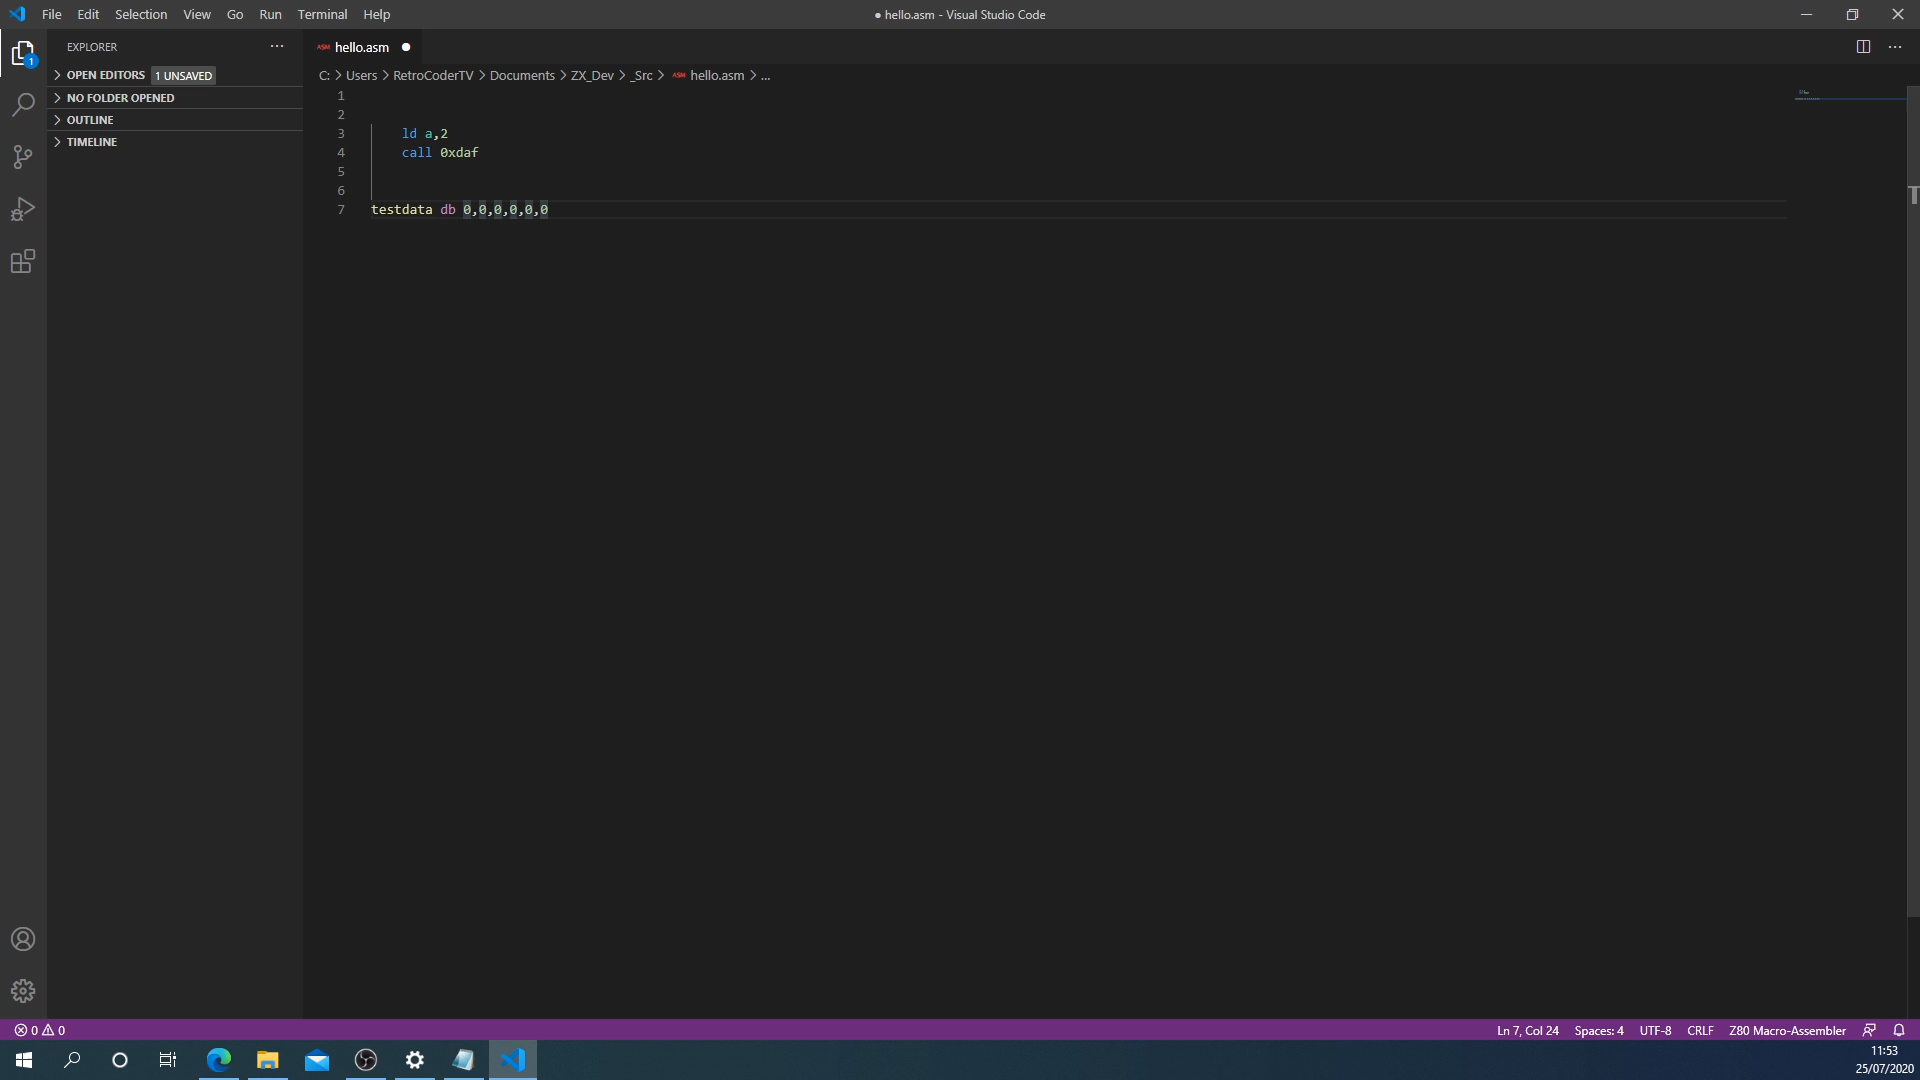 File Edit Selection View Go Run Terminal Help
● hello.asm - Visual Studio Code
EXPLORER
ASM hello.asm
1
OPEN EDITORS 1 UNSAVED
C: > Users > RetroCoderTV > Documents > ZX_Dev > _Src > ASM hello.asm > ...
NO FOLDER OPENED
OUTLINE
TIMELINE
1
2
3 ld a,2
4 call 0xdaf
5
6
7 testdata db 0,0,0,0,0,0
0 0
Ln 7, Col 24 Spaces: 4 UTF-8 CRLF Z80 Macro-Assembler
11:53
25/07/2020